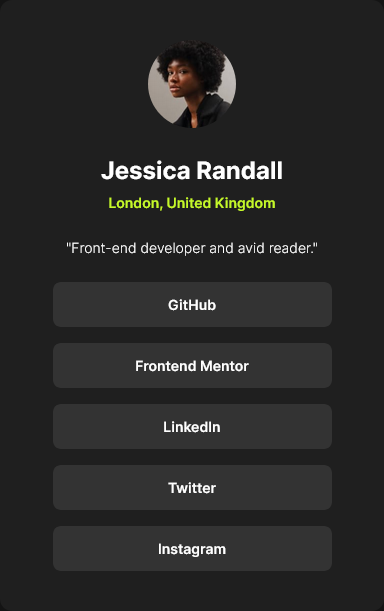 Jessica Randall
London, United Kingdom
"Front-end developer and avid reader."
GitHub
Frontend Mentor
LinkedIn
Twitter
Instagram